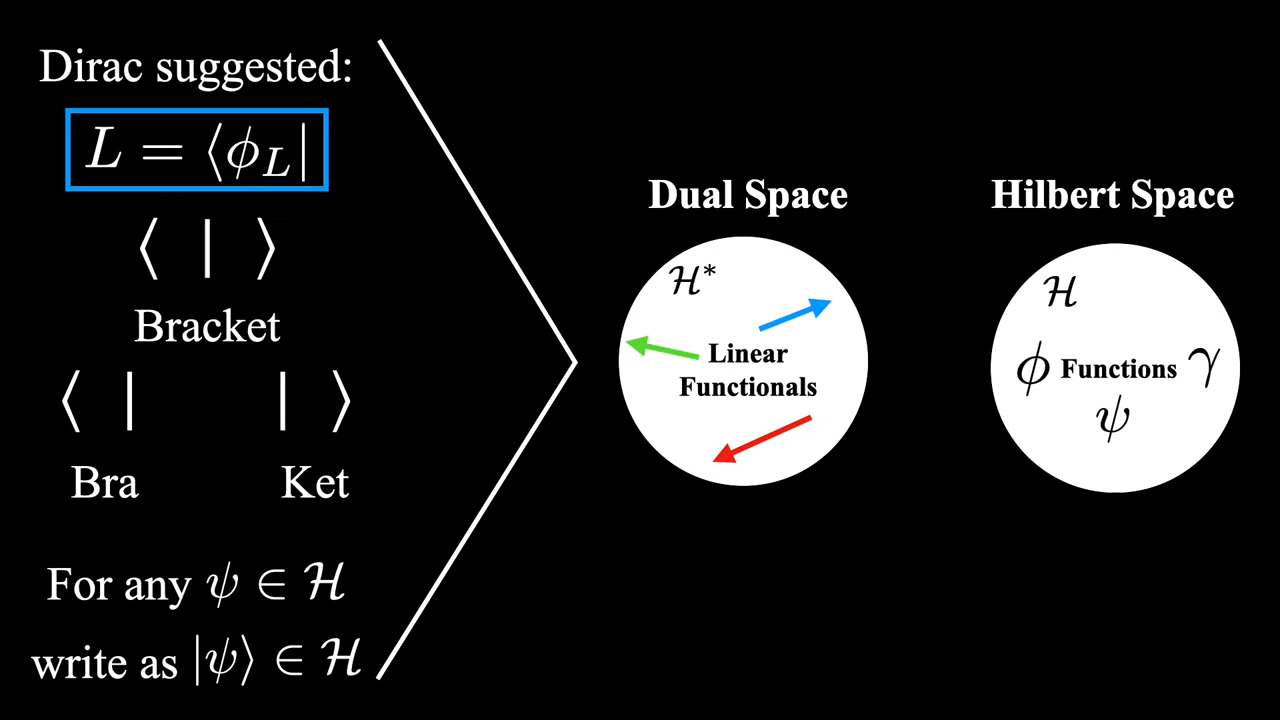 Dirac suggested:
L = ⟨ϕ_L|
⟨ | ⟩
Bracket
⟨ | | ⟩
Bra Ket
For any ψ ∈ ℋ
write as |ψ⟩ ∈ ℋ
Dual Space
ℋ*
Linear
Functionals
Hilbert Space
ℋ
ϕ Functions γ
ψ